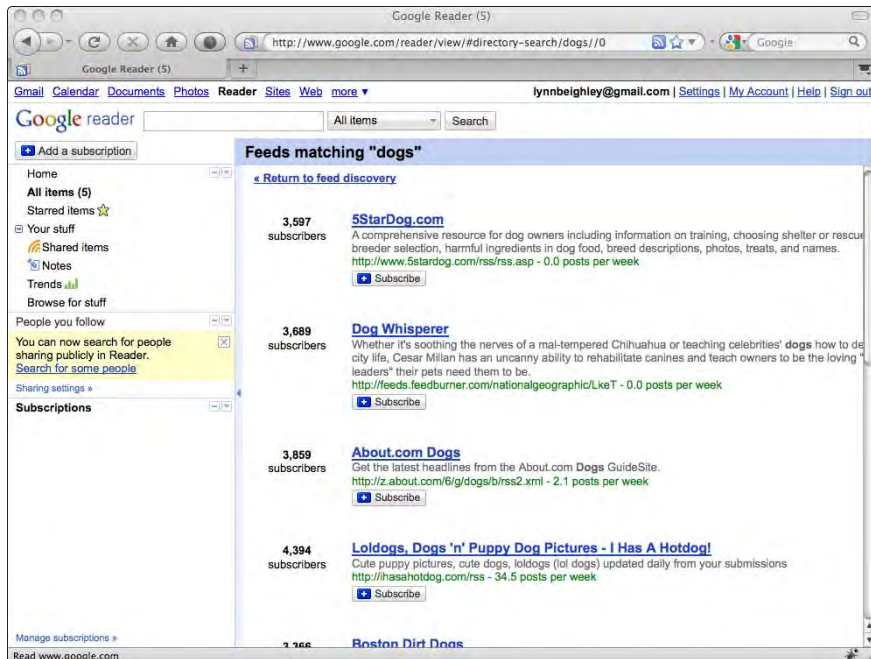 Google Reader (5)
http://www.google.com/reader/view/#directory-search/dogs//0
Google
Google Reader (5)
Gmail Calendar Documents Photos Reader Sites Web more ▼
lynnbeighley@gmail.com | Settings | My Account | Help | Sign out
Google reader
All items
Search
Add a subscription
Home
All items (5)
Starred items
Your stuff
Shared items
Notes
Trends
Browse for stuff
People you follow
You can now search for people
sharing publicly in Reader.
Search for some people
Sharing settings »
Subscriptions
Manage subscriptions »
Feeds matching "dogs"
« Return to feed discovery
3,597
subscribers
5StarDog.com
A comprehensive resource for dog owners including information on training, choosing shelter or rescue
breeder selection, harmful ingredients in dog food, breed descriptions, photos, treats, and names.
http://www.5stardog.com/rss/rss.asp - 0.0 posts per week
Subscribe
3,689
subscribers
Dog Whisperer
Whether it's soothing the nerves of a mal-tempered Chihuahua or teaching celebrities' dogs how to de
city life, Cesar Millan has an uncanny ability to rehabilitate canines and teach owners to be the loving "
leaders" their pets need them to be.
http://feeds.feedburner.com/nationalgeographic/LkeT - 0.0 posts per week
Subscribe
3,859
subscribers
About.com Dogs
Get the latest headlines from the About.com Dogs GuideSite.
http://z.about.com/6/g/dogs/b/rss2.xml - 2.1 posts per week
Subscribe
4,394
subscribers
Loldogs, Dogs 'n' Puppy Dog Pictures - I Has A Hotdog!
Cute puppy pictures, cute dogs, loldogs (lol dogs) updated daily from your submissions
http://ihasahotdog.com/rss - 34.5 posts per week
Subscribe
3,366
Boston Dirt Dogs
Read www.google.com